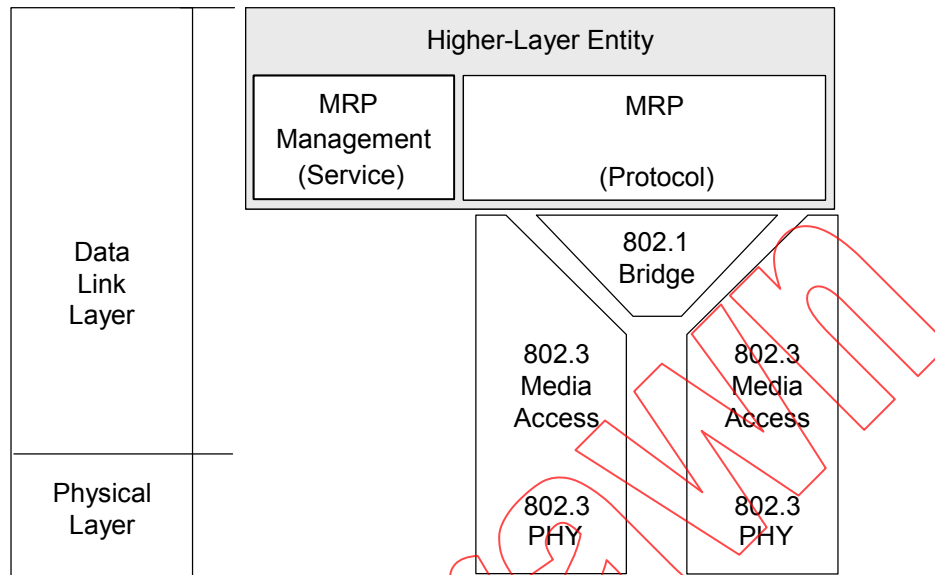 Higher-Layer Entity
MRP
Management
(Service)
MRP
(Protocol)
802.1
Bridge
Data
Link
Layer
802.3
Media
Access
802.3
Media
Access
Physical
Layer
802.3
PHY
802.3
PHY